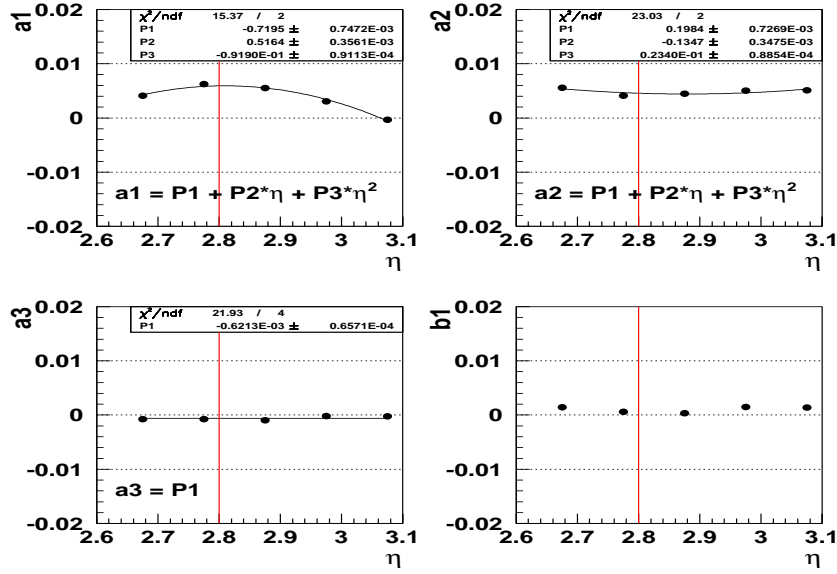 a1
0.02
0.01
0
-0.01
-0.02
χ²/ndf 15.37 / 2
P1 -0.7195 ± 0.7472E-03
P2 0.5164 ± 0.3561E-03
P3 -0.9190E-01 ± 0.9113E-04
a1 = P1 + P2*η + P3*η²
2.6 2.7 2.8 2.9 3 3.1
η
a2
0.02
0.01
0
-0.01
-0.02
χ²/ndf 23.03 / 2
P1 0.1984 ± 0.7269E-03
P2 -0.1347 ± 0.3475E-03
P3 0.2340E-01 ± 0.8854E-04
a2 = P1 + P2*η + P3*η²
2.6 2.7 2.8 2.9 3 3.1
η
a3
0.02
0.01
0
-0.01
-0.02
χ²/ndf 21.93 / 4
P1 -0.6213E-03 ± 0.6571E-04
a3 = P1
2.6 2.7 2.8 2.9 3 3.1
η
b1
0.02
0.01
0
-0.01
-0.02
2.6 2.7 2.8 2.9 3 3.1
η